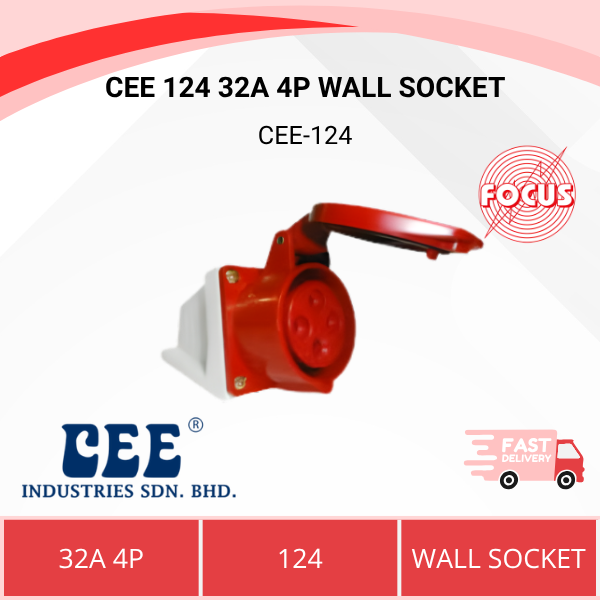 CEE 124 32A 4P WALL SOCKET
CEE-124
FOCUS
CEE®
INDUSTRIES SDN. BHD.
FAST
DELIVERY
32A 4P
124
WALL SOCKET